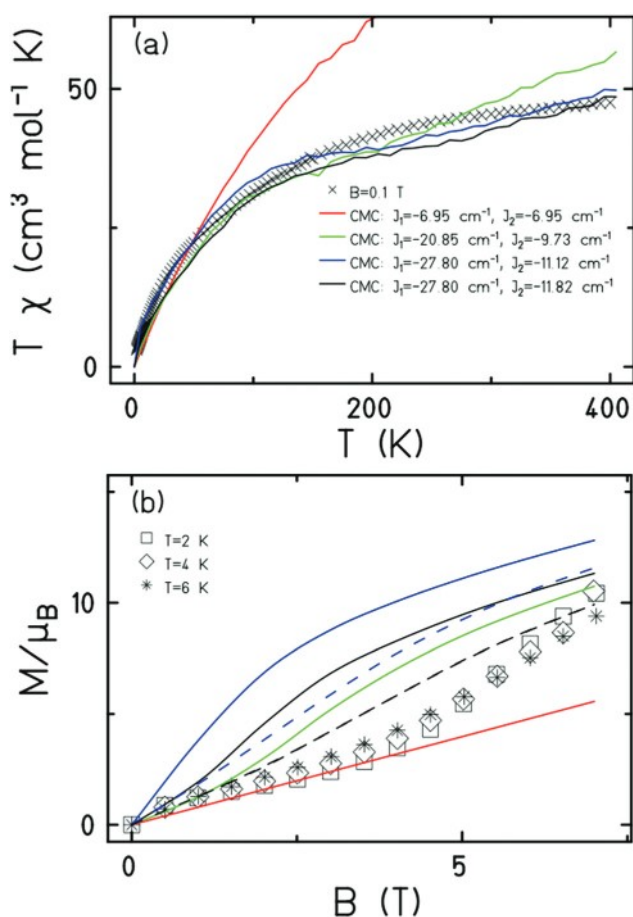 (a)
50
0
T χ (cm³ mol⁻¹ K)
× B=0.1 T
CMC: J₁=-6.95 cm⁻¹, J₂=-6.95 cm⁻¹
CMC: J₁=-20.85 cm⁻¹, J₂=-9.73 cm⁻¹
CMC: J₁=-27.80 cm⁻¹, J₂=-11.12 cm⁻¹
CMC: J₁=-27.80 cm⁻¹, J₂=-11.82 cm⁻¹
0 200 400
T (K)
(b)
T=2 K
T=4 K
T=6 K
10
0
M/μ_B
0 5
B (T)